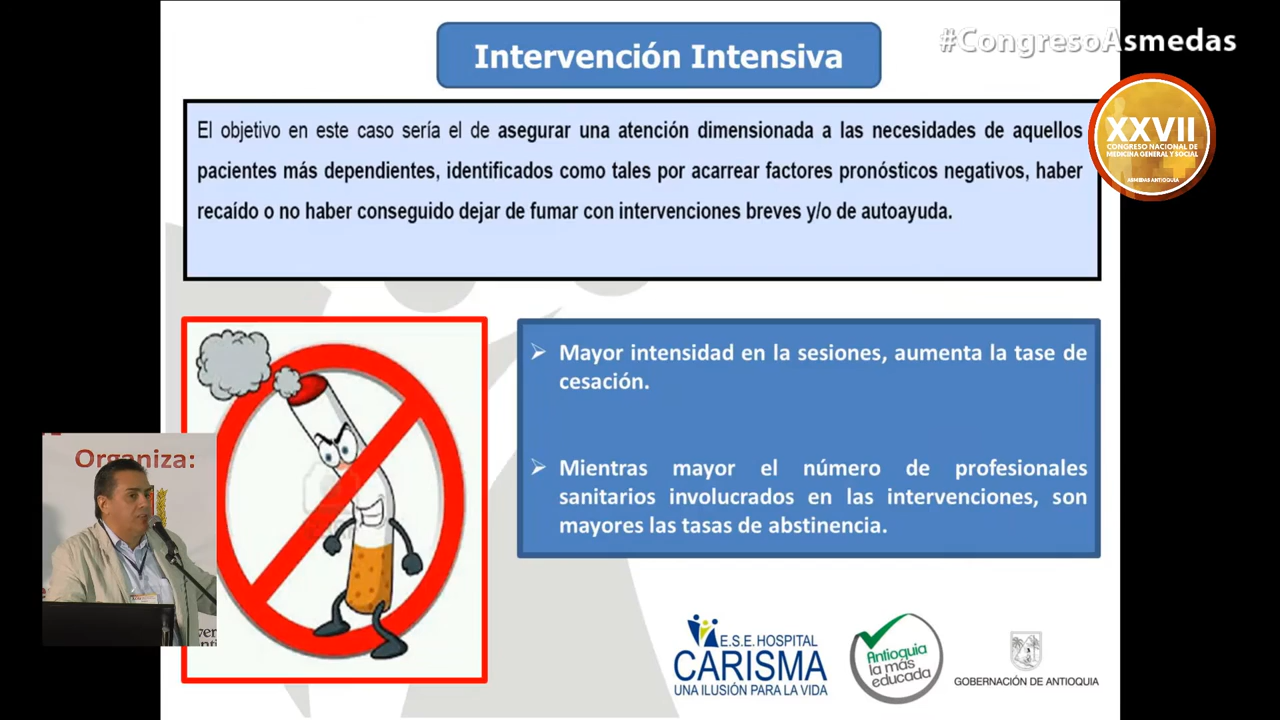 Intervención Intensiva
#CongresoAsmedas
XXVII
CONGRESO NACIONAL DE
MEDICINA GENERAL Y SOCIAL
ASMEDAS ANTIOQUIA
El objetivo en este caso sería el de asegurar una atención dimensionada a las necesidades de aquellos
pacientes más dependientes, identificados como tales por acarrear factores pronósticos negativos, haber
recaído o no haber conseguido dejar de fumar con intervenciones breves y/o de autoayuda.
Mayor intensidad en la sesiones, aumenta la tase de
cesación.
Mientras mayor el número de profesionales
sanitarios involucrados en las intervenciones, son
mayores las tasas de abstinencia.
Organiza:
E.S.E. HOSPITAL
CARISMA
UNA ILUSIÓN PARA LA VIDA
Antioquia
la más
educada
GOBERNACIÓN DE ANTIOQUIA